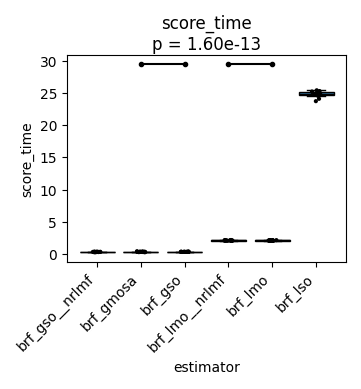 score_time
p = 1.60e-13
30
25
20
15
10
5
0
score_time
brf_gso__nrlmf
brf_gmosa
brf_gso
brf_lmo__nrlmf
brf_lmo
brf_lso
estimator